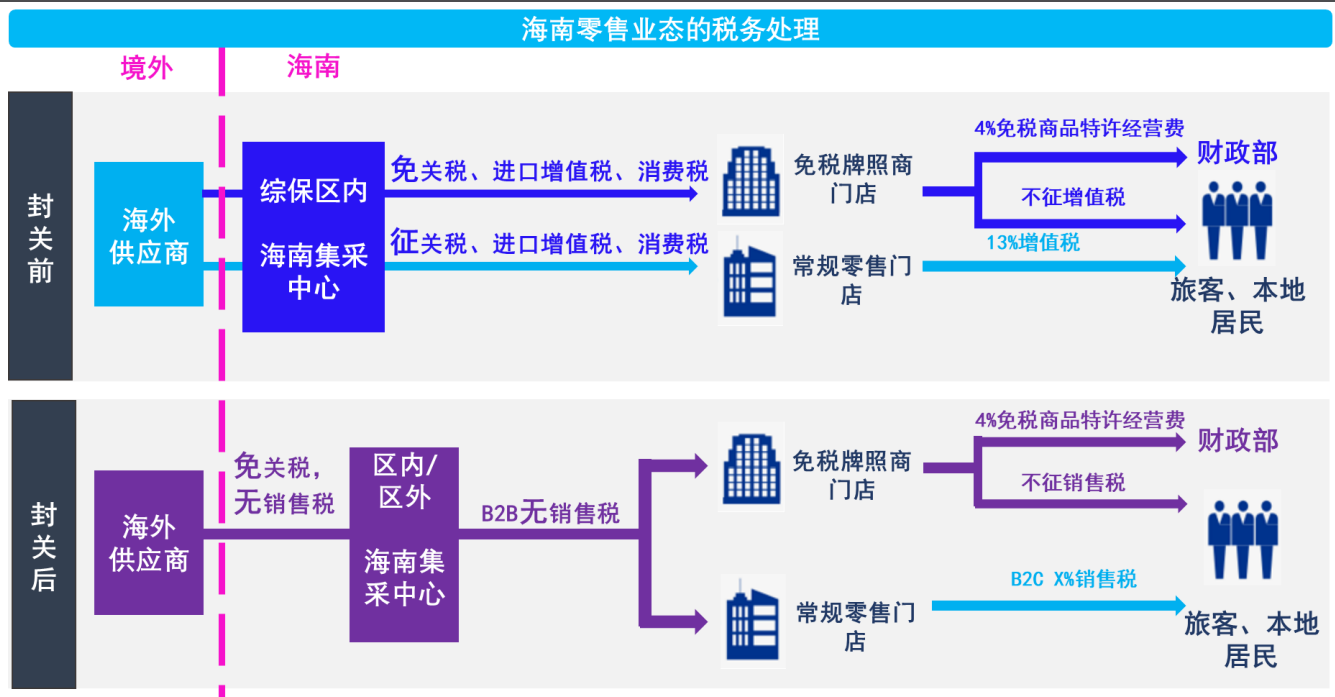 海南零售业态的税务处理
境外
海南
封
关
前
海外
供应商
综保区内
海南集采
中心
免关税、进口增值税、消费税
征关税、进口增值税、消费税
免税牌照商
门店
常规零售门
店
4%免税商品特许经营费
财政部
不征增值税
13%增值税
旅客、本地
居民
封
关
后
海外
供应商
免关税，
无销售税
区内/
区外
海南集
采中心
B2B无销售税
免税牌照商
门店
常规零售门
店
4%免税商品特许经营费
财政部
不征销售税
B2C X%销售税
旅客、本地
居民